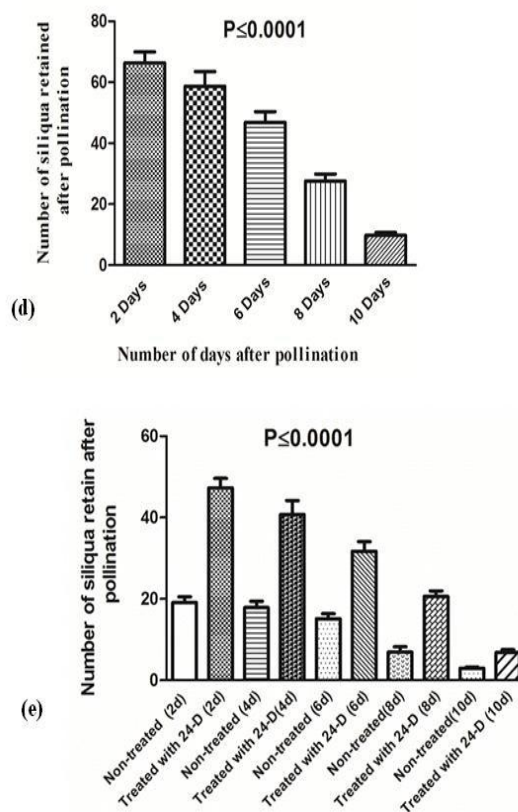 P≤0.0001
Number of siliqua retained
after pollination
80
60
40
20
0
2 Days
4 Days
6 Days
8 Days
10 Days
(d)
Number of days after pollination
P≤0.0001
Number of siliqua retain after
pollination
60
40
20
0
(e)
Non-treated (2d)
Treated with 24-D (2d)
Non-treated (4d)
Treated with 24-D(4d)
Non-treated (6d)
Treated with 24-D (6d)
Non-treated(8d)
Treated with 24-D (8d)
Non-treated(10d)
Treated with 24-D (10d)